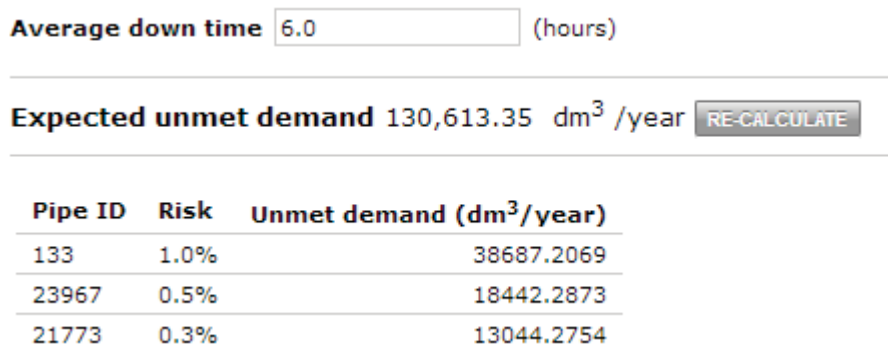 Average down time 6.0 (hours)
Expected unmet demand 130,613.35 dm³ /year RE-CALCULATE
Pipe ID Risk Unmet demand (dm³/year)
133 1.0% 38687.2069
23967 0.5% 18442.2873
21773 0.3% 13044.2754